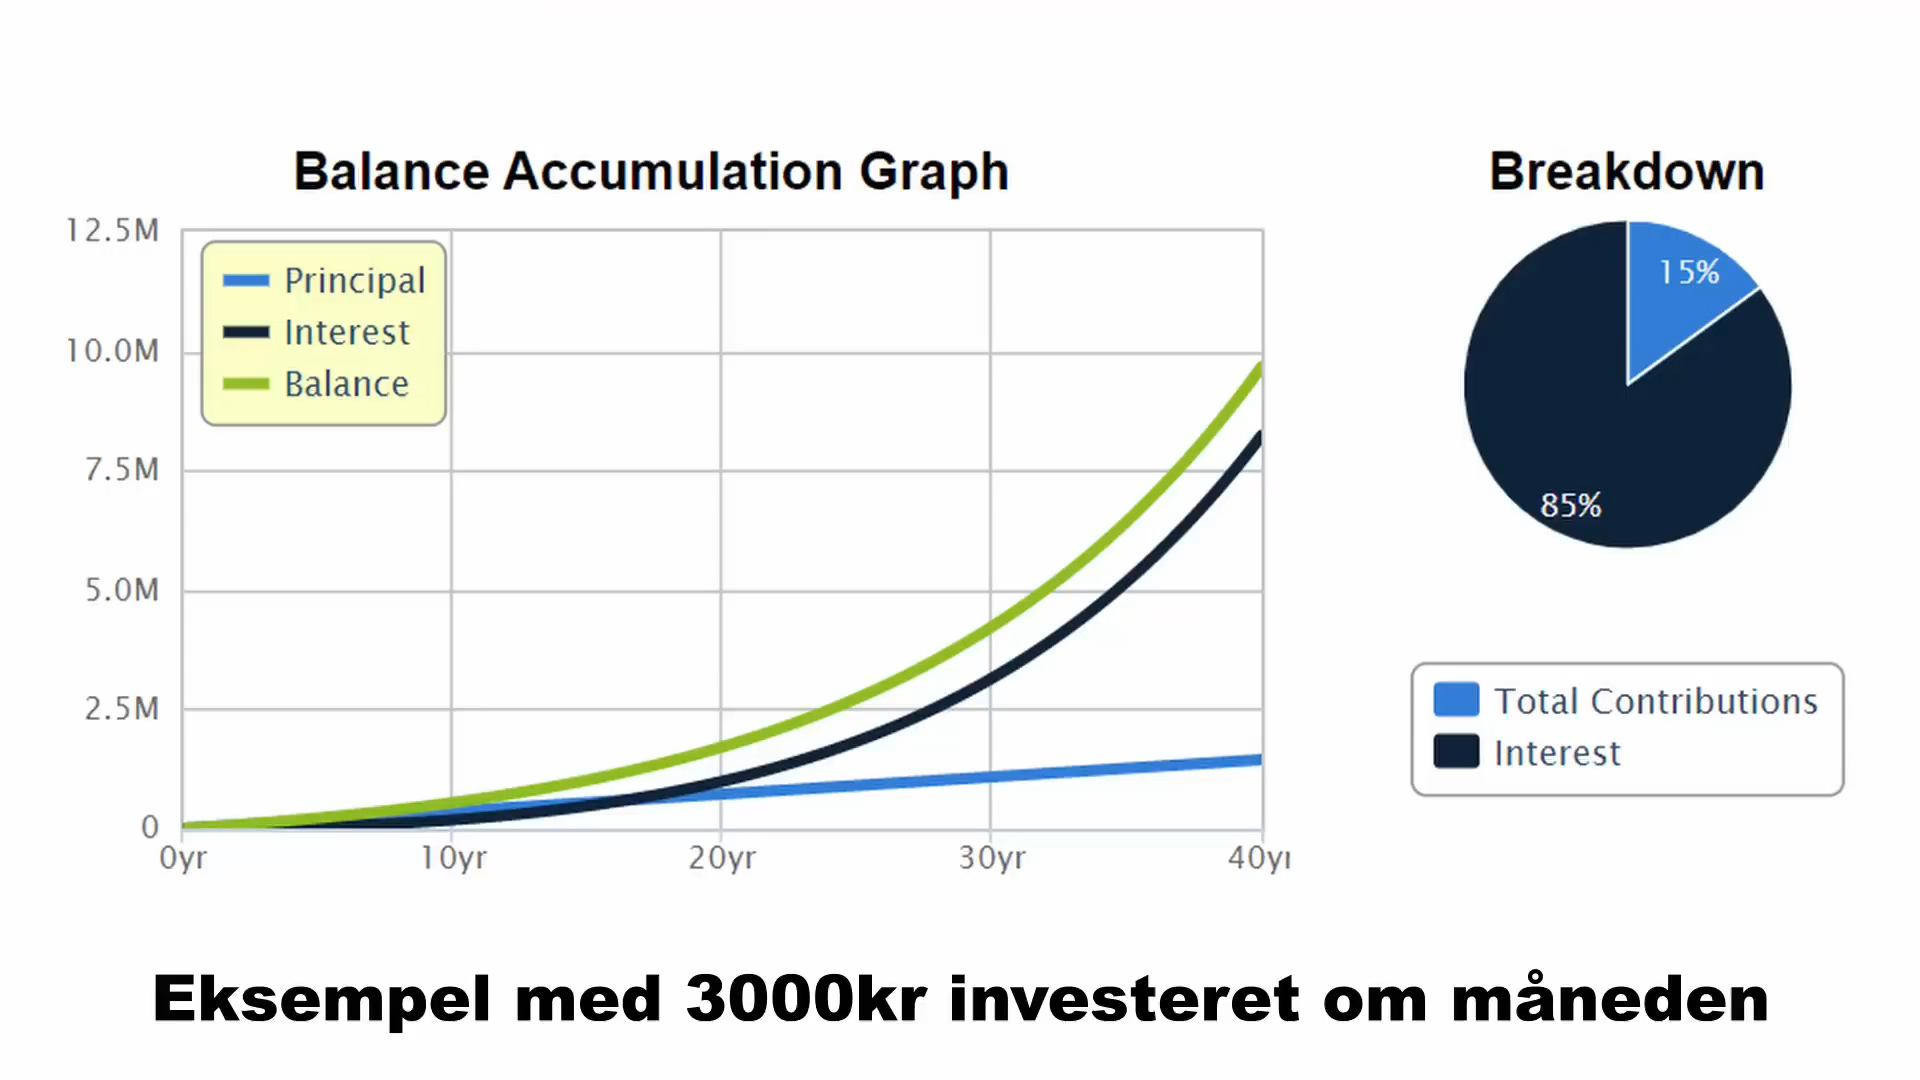 Balance Accumulation Graph
Breakdown
12.5M
10.0M
7.5M
5.0M
2.5M
0
Principal
Interest
Balance
0yr
10yr
20yr
30yr
40yr
15%
85%
Total Contributions
Interest
Eksempel med 3000kr investeret om måneden